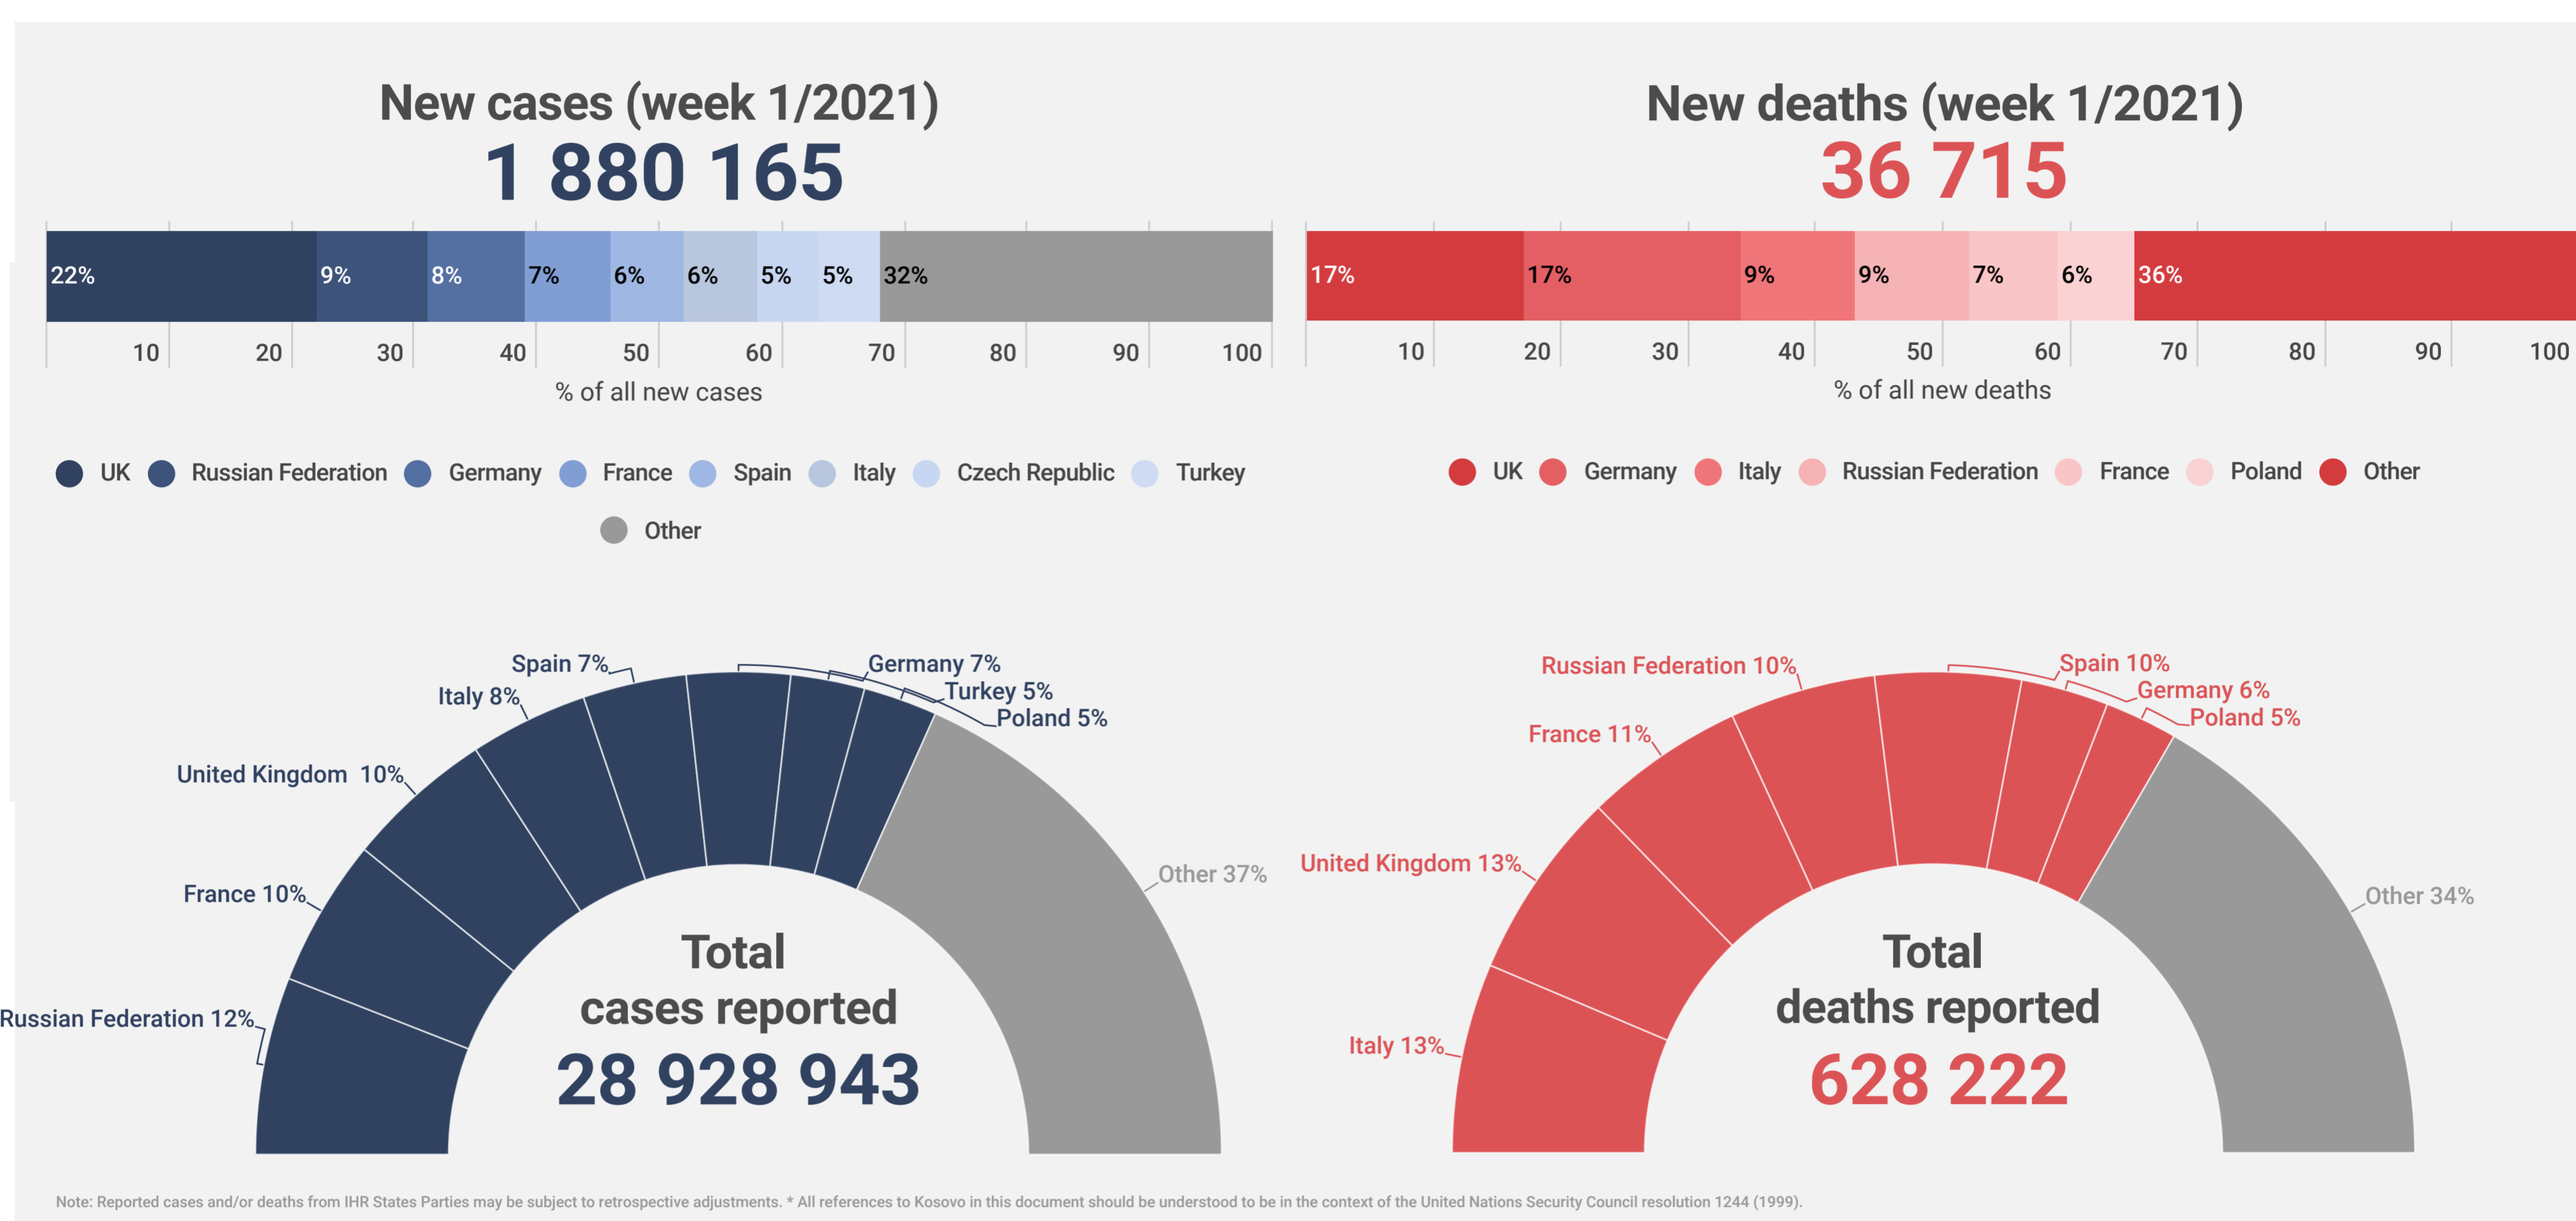 New cases (week 1/2021)
1 880 165
22% 9% 8% 7% 6% 6% 5% 5% 32%
10 20 30 40 50 60 70 80 90 100
% of all new cases
UK Russian Federation Germany France Spain Italy Czech Republic Turkey
Other
New deaths (week 1/2021)
36 715
17% 17% 9% 9% 7% 6% 36%
10 20 30 40 50 60 70 80 90 100
% of all new deaths
UK Germany Italy Russian Federation France Poland Other
Russian Federation 12%
France 10%
United Kingdom 10%
Italy 8%
Spain 7%
Germany 7%
Turkey 5%
Poland 5%
Other 37%
Total
cases reported
28 928 943
Italy 13%
United Kingdom 13%
France 11%
Russian Federation 10%
Spain 10%
Germany 6%
Poland 5%
Other 34%
Total
deaths reported
628 222
Note: Reported cases and/or deaths from IHR States Parties may be subject to retrospective adjustments. * All references to Kosovo in this document should be understood to be in the context of the United Nations Security Council resolution 1244 (1999).